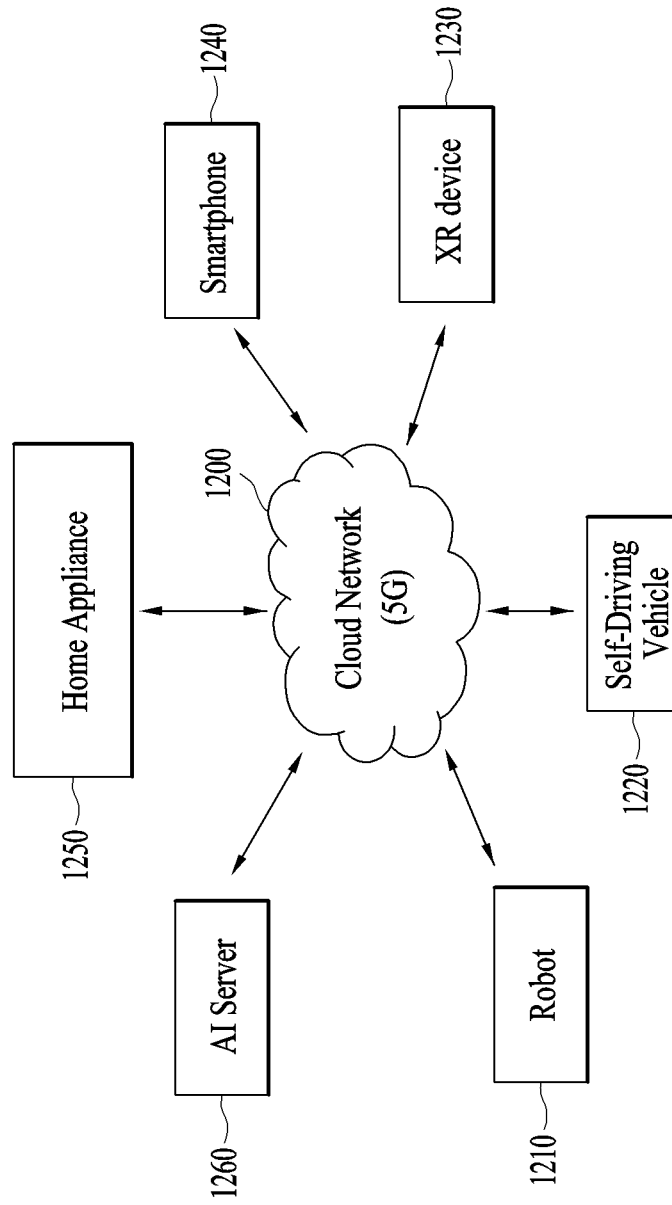 1250
Home Appliance
1260
AI Server
1200
Smartphone
1240
Cloud Network
(5G)
1210
Robot
XR device
1230
1220
Self-Driving
Vehicle